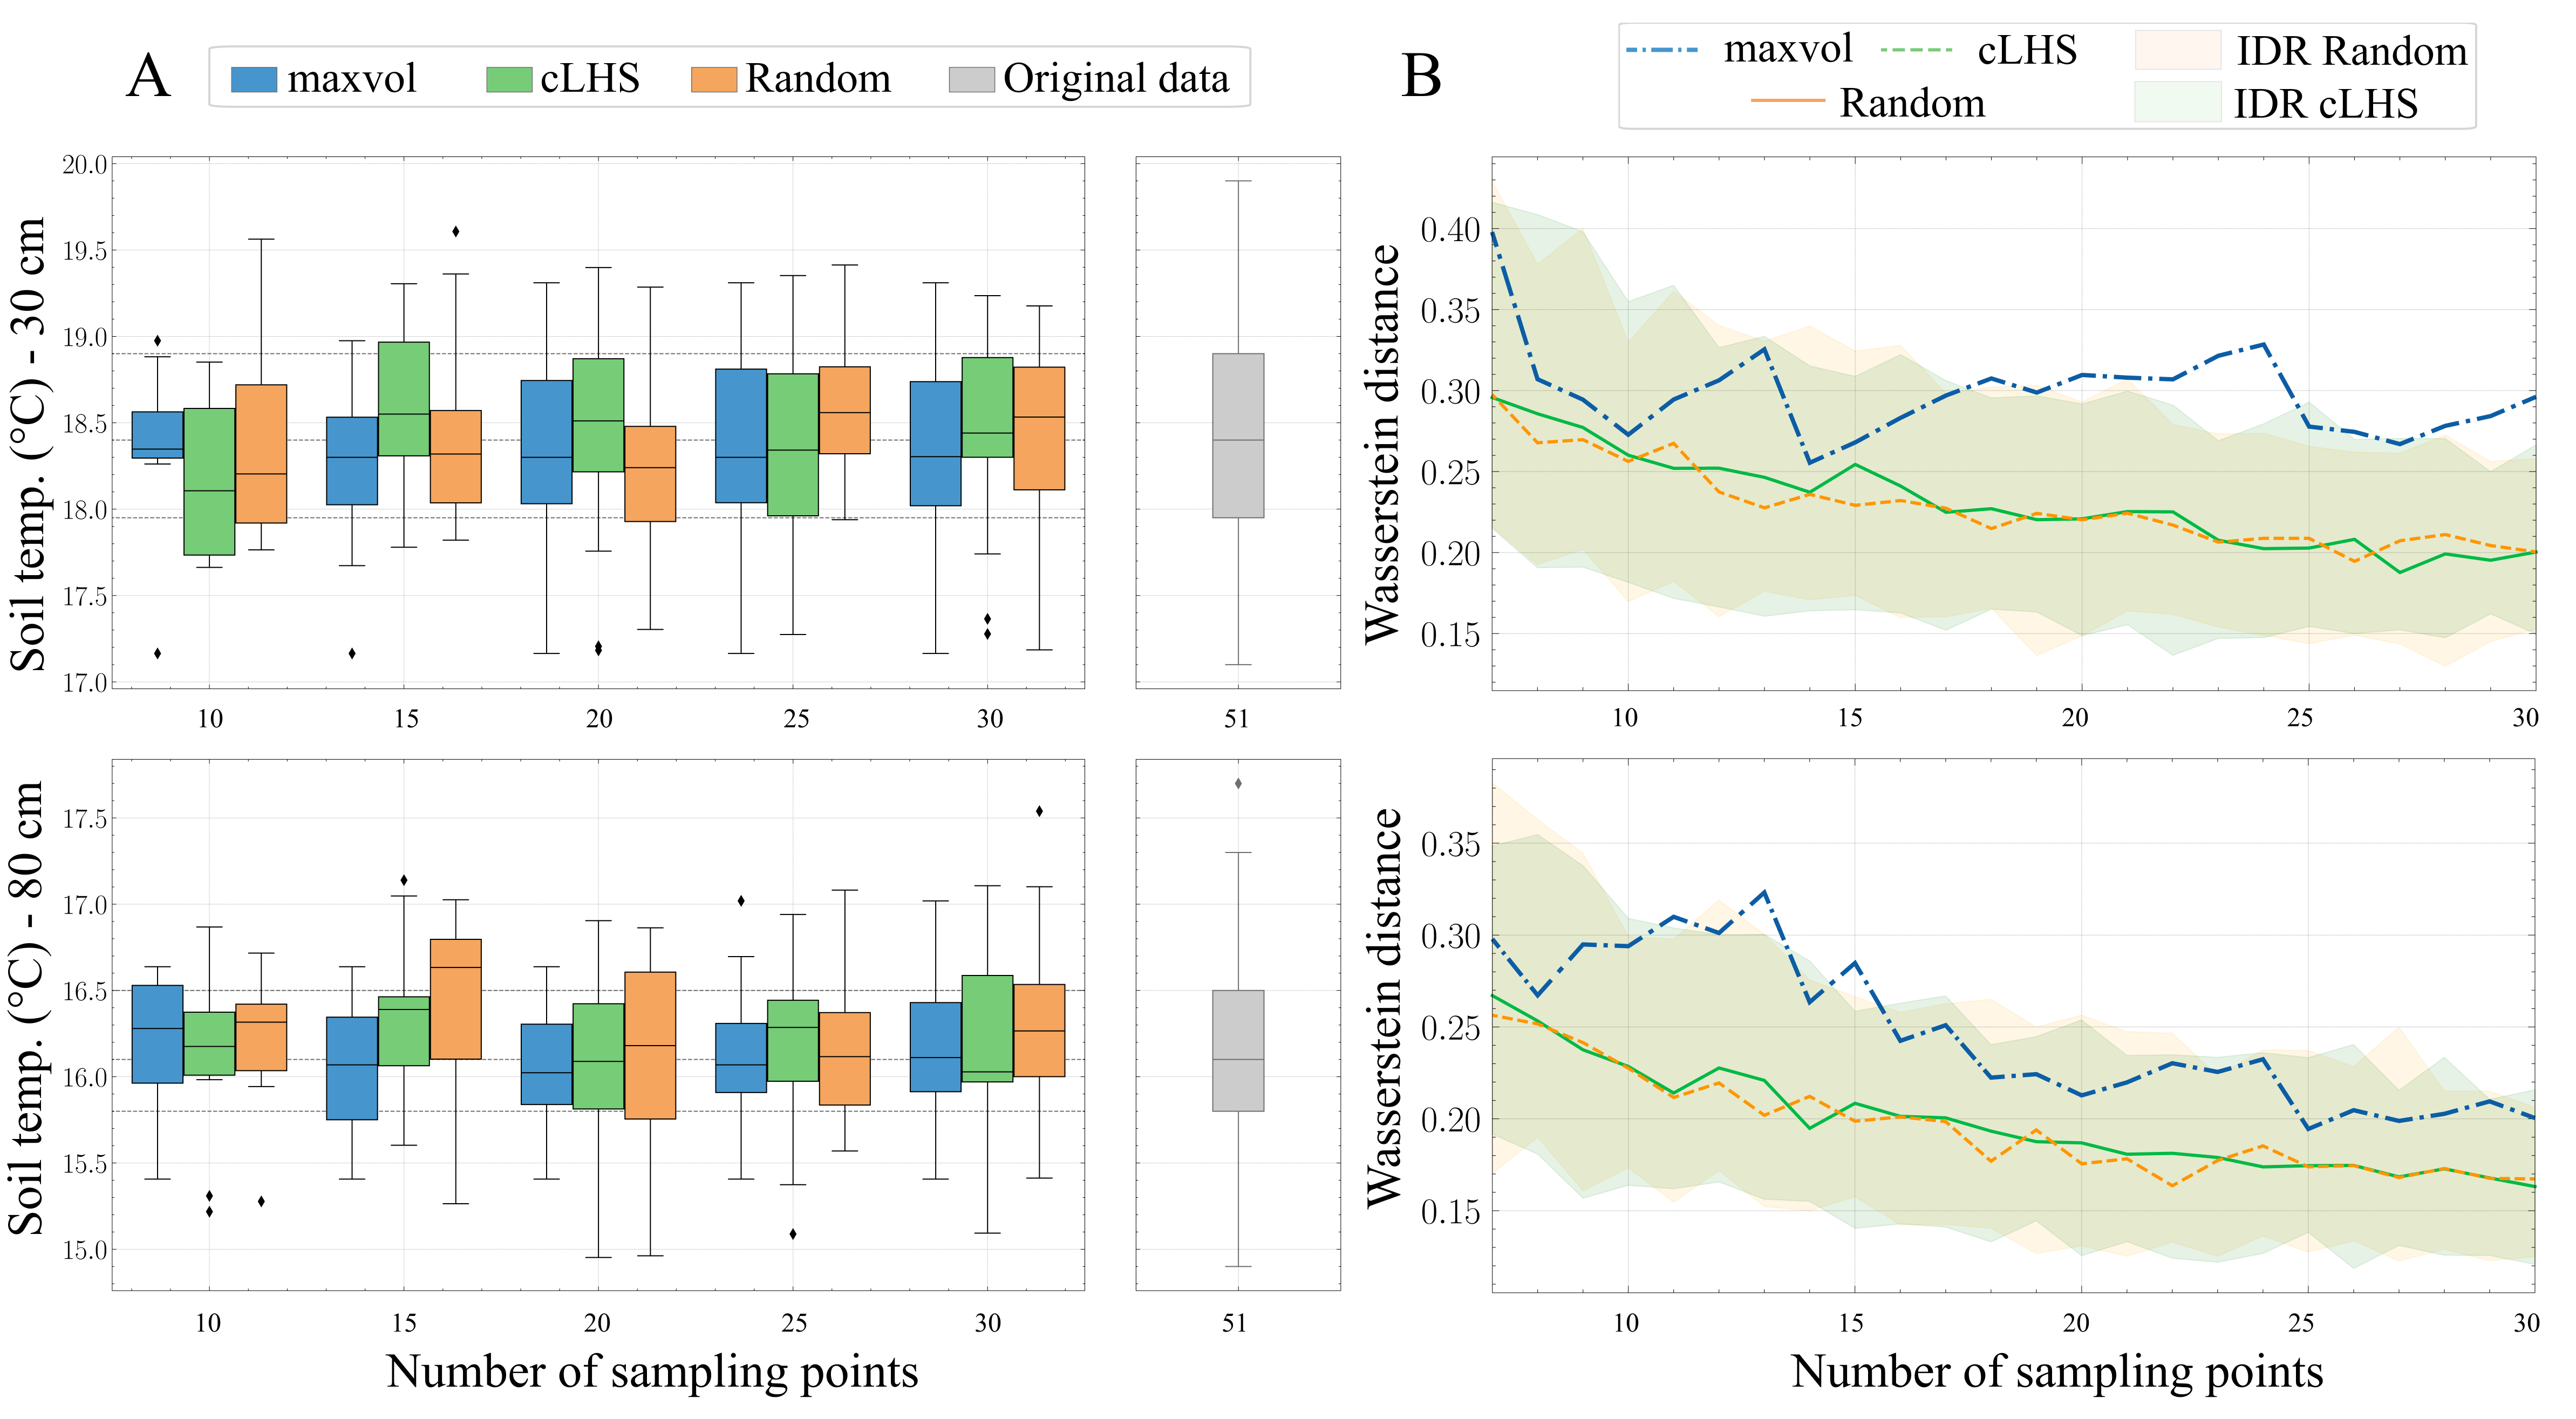 A
maxvol cLHS Random Original data
Soil temp. (°C) - 30 cm
20.0
19.5
19.0
18.5
18.0
17.5
17.0
10 15 20 25 30
51
Soil temp. (°C) - 80 cm
17.5
17.0
16.5
16.0
15.5
15.0
10 15 20 25 30
51
Number of sampling points
B
maxvol cLHS IDR Random
Random IDR cLHS
Wasserstein distance
0.40
0.35
0.30
0.25
0.20
0.15
10 15 20 25 30
Wasserstein distance
0.35
0.30
0.25
0.20
0.15
10 15 20 25 30
Number of sampling points